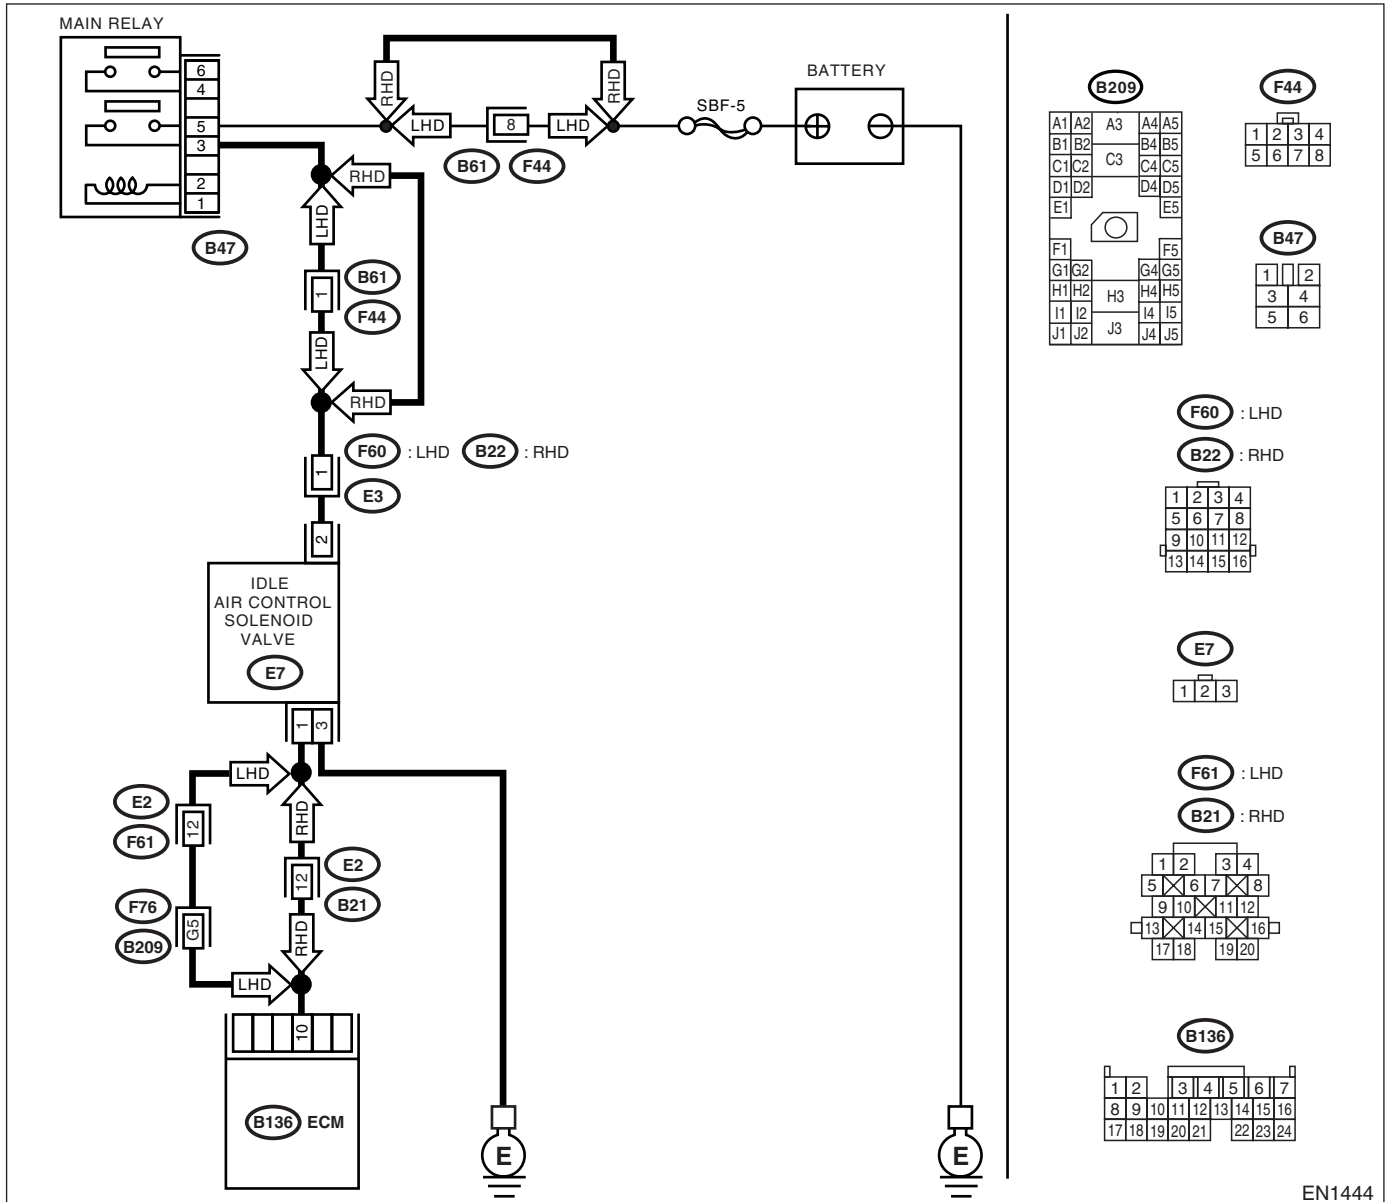 MAIN RELAY
6
4
5
3
2
1
B47
RHD
LHD
8
LHD
RHD
B61
F44
SBF-5
BATTERY
RHD
LHD
1
B61
F44
LHD
RHD
1
F60 : LHD
B22 : RHD
E3
2
IDLE
AIR CONTROL
SOLENOID
VALVE
E7
1 3
LHD
RHD
E2
F61
12
12
E2
B21
F76
B209
G5
RHD
LHD
10
B136 ECM
E
E
B209
A1 A2 A3 A4 A5
B1 B2 B4 B5
C1 C2 C3 C4 C5
D1 D2 D4 D5
E1 E5
F1 F5
G1 G2 G4 G5
H1 H2 H3 H4 H5
I1 I2 I4 I5
J1 J2 J3 J4 J5
F44
1 2 3 4
5 6 7 8
B47
1 2
3 4
5 6
F60 : LHD
B22 : RHD
1 2 3 4
5 6 7 8
9 10 11 12
13 14 15 16
E7
1 2 3
F61 : LHD
B21 : RHD
1 2 3 4
5 6 7 8
9 10 11 12
13 14 15 16
17 18 19 20
B136
1 2 3 4 5 6 7
8 9 10 11 12 13 14 15 16
17 18 19 20 21 22 23 24
EN1444